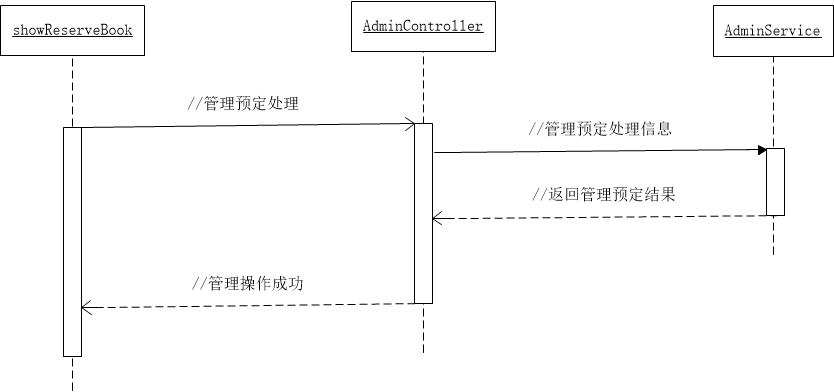 showReserveBook
AdminController
AdminService
//管理预定处理
//管理预定处理信息
//返回管理预定结果
//管理操作成功